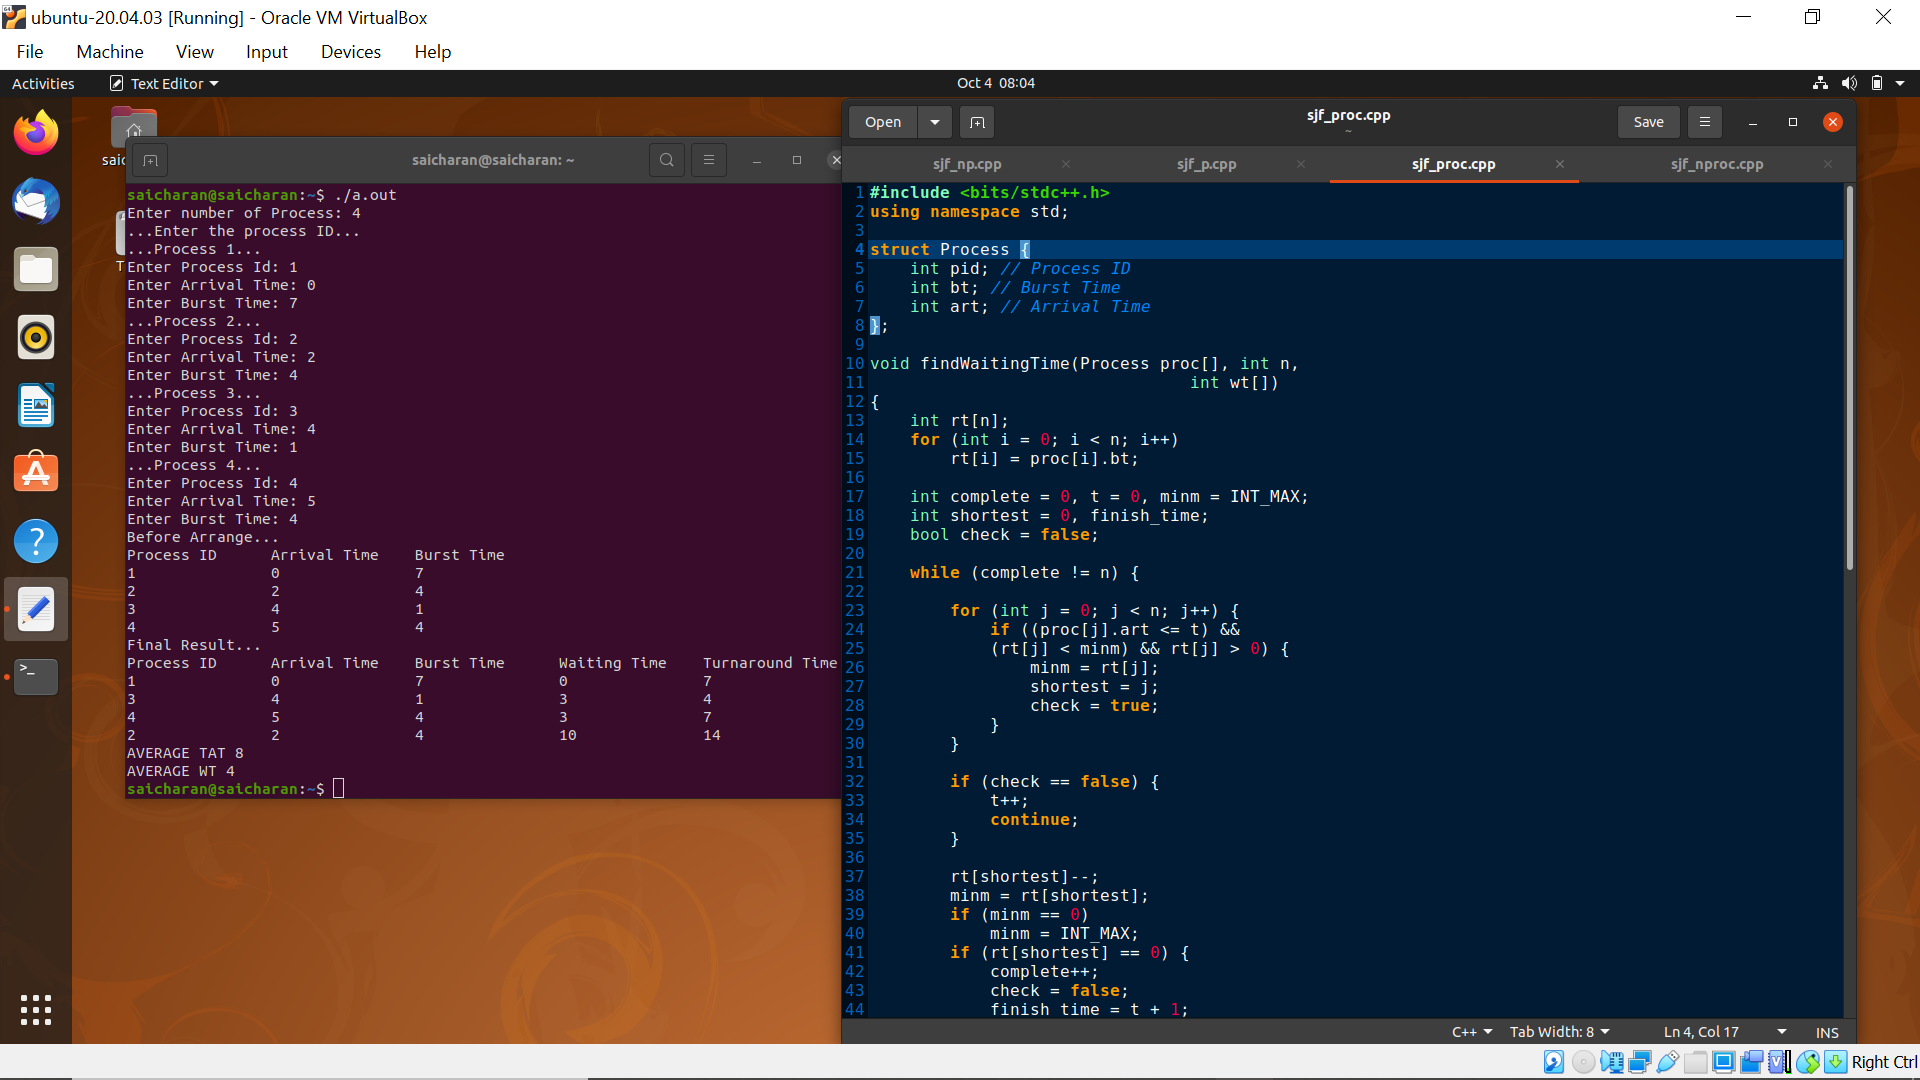 ubuntu-20.04.03 [Running] - Oracle VM VirtualBox
File Machine View Input Devices Help
Activities Text Editor Oct 4 08:04
saicharan@saicharan: ~
saicharan@saicharan:~$ ./a.out
Enter number of Process: 4
...Enter the process ID...
...Process 1...
Enter Process Id: 1
Enter Arrival Time: 0
Enter Burst Time: 7
...Process 2...
Enter Process Id: 2
Enter Arrival Time: 2
Enter Burst Time: 4
...Process 3...
Enter Process Id: 3
Enter Arrival Time: 4
Enter Burst Time: 1
...Process 4...
Enter Process Id: 4
Enter Arrival Time: 5
Enter Burst Time: 4
Before Arrange...
Process ID Arrival Time Burst Time
1 0 7
2 2 4
3 4 1
4 5 4
Final Result...
Process ID Arrival Time Burst Time Waiting Time Turnaround Time
1 0 7 0 7
3 4 1 3 4
4 5 4 3 7
2 2 4 10 14
AVERAGE TAT 8
AVERAGE WT 4
saicharan@saicharan:~$
Open sjf_proc.cpp Save
~
sjf_np.cpp sjf_p.cpp sjf_proc.cpp sjf_nproc.cpp
1 #include <bits/stdc++.h>
2 using namespace std;
3
4 struct Process {
5 int pid; // Process ID
6 int bt; // Burst Time
7 int art; // Arrival Time
8 };
9
10 void findWaitingTime(Process proc[], int n,
11 int wt[])
12 {
13 int rt[n];
14 for (int i = 0; i < n; i++)
15 rt[i] = proc[i].bt;
16
17 int complete = 0, t = 0, minm = INT_MAX;
18 int shortest = 0, finish_time;
19 bool check = false;
20
21 while (complete != n) {
22
23 for (int j = 0; j < n; j++) {
24 if ((proc[j].art <= t) &&
25 (rt[j] < minm) && rt[j] > 0) {
26 minm = rt[j];
27 shortest = j;
28 check = true;
29 }
30 }
31
32 if (check == false) {
33 t++;
34 continue;
35 }
36
37 rt[shortest]--;
38 minm = rt[shortest];
39 if (minm == 0)
40 minm = INT_MAX;
41 if (rt[shortest] == 0) {
42 complete++;
43 check = false;
44 finish_time = t + 1;
C++ Tab Width: 8 Ln 4, Col 17 INS
Right Ctrl